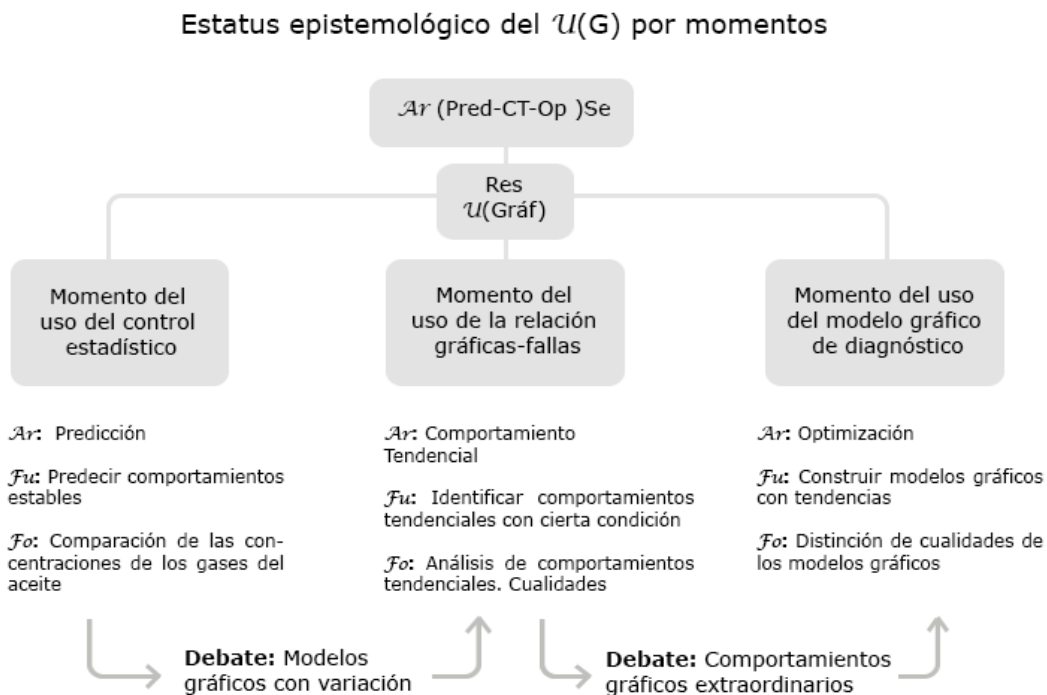 Estatus epistemológico del 𝒰(G) por momentos
𝒜r (Pred-CT-Op )Se
Res
𝒰(Gráf)
Momento del
uso del control
estadístico
Momento del
uso de la relación
gráficas-fallas
Momento del uso
del modelo gráfico
de diagnóstico
𝒜r: Predicción
ℱu: Predecir comportamientos
estables
ℱo: Comparación de las con-
centraciones de los gases del
aceite
𝒜r: Comportamiento
Tendencial
ℱu: Identificar comportamientos
tendenciales con cierta condición
ℱo: Análisis de comportamientos
tendenciales. Cualidades
𝒜r: Optimización
ℱu: Construir modelos gráficos
con tendencias
ℱo: Distinción de cualidades de
los modelos gráficos
Debate: Modelos
gráficos con variación
Debate: Comportamientos
gráficos extraordinarios